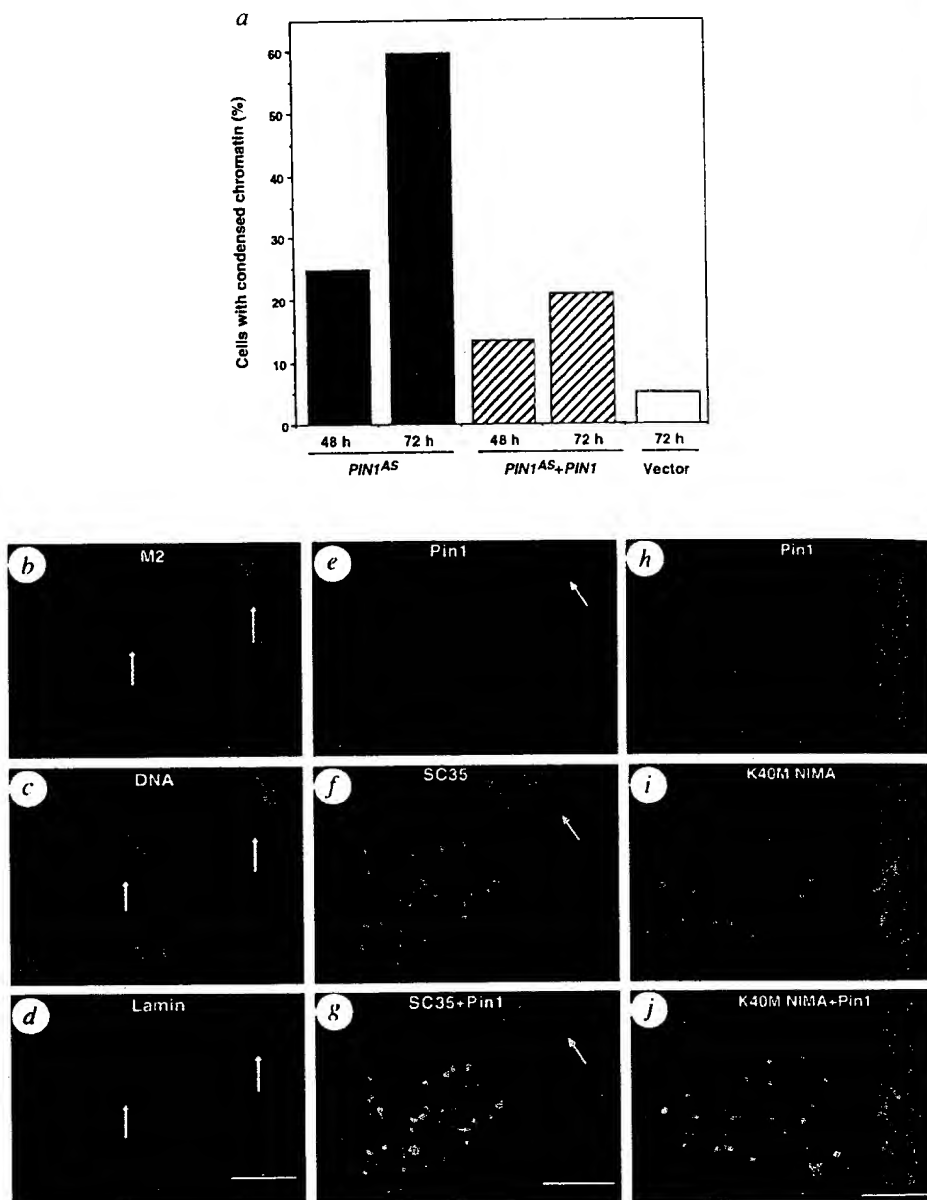 a
Cells with condensed chromatin (%)
60
50
40
30
20
10
0
48 h 72 h 48 h 72 h 72 h
PIN1AS PIN1AS+PIN1 Vector
b M2
e Pin1
h Pin1
c DNA
f SC35
i K40M NIMA
d Lamin
g SC35+Pin1
j K40M NIMA+Pin1